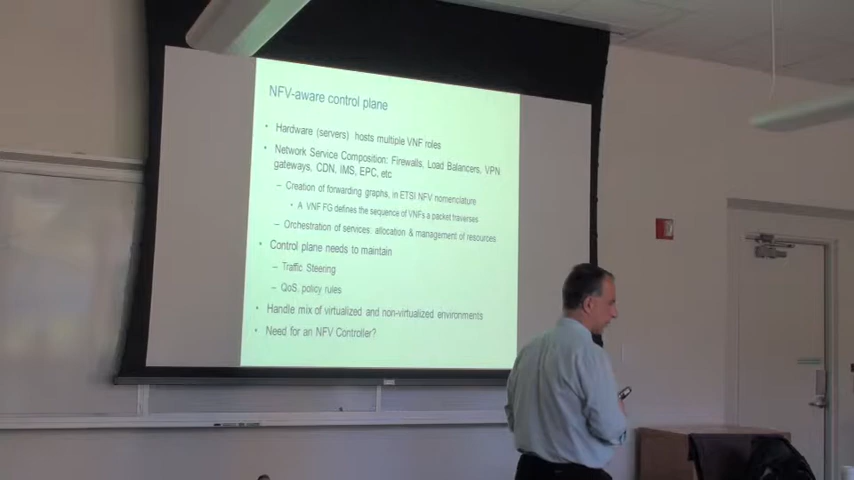 NFV-aware control plane
• Hardware (servers) hosts multiple VNF roles
• Network Service Composition: Firewalls, Load Balancers, VPN
gateways, CDN, IMS, EPC, etc
– Creation of forwarding graphs, in ETSI NFV nomenclature
• A VNF FG defines the sequence of VNFs a packet traverses
– Orchestration of services: allocation & management of resources
• Control plane needs to maintain
– Traffic Steering
– QoS, policy rules
• Handle mix of virtualized and non-virtualized environments
• Need for an NFV Controller?